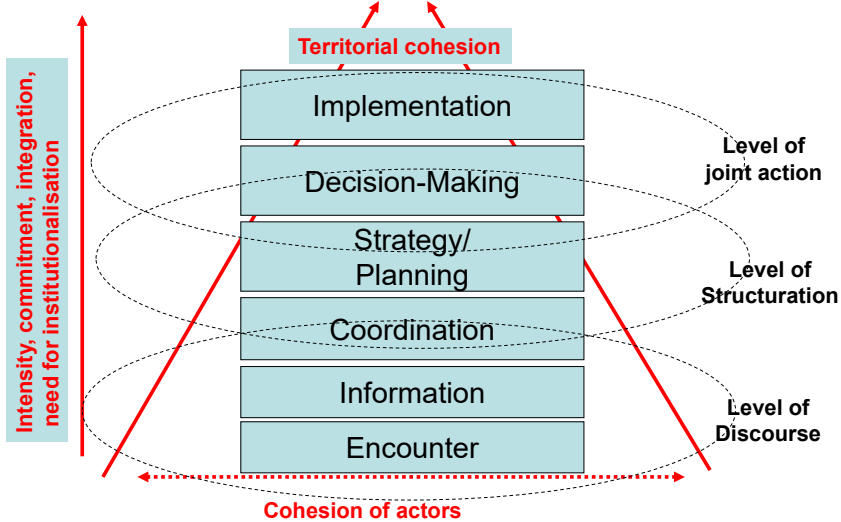 Territorial cohesion
Intensity, commitment, integration,
need for institutionalisation
Implementation
Decision-Making
Strategy/
Planning
Coordination
Information
Encounter
Level of
joint action
Level of
Structuration
Level of
Discourse
Cohesion of actors